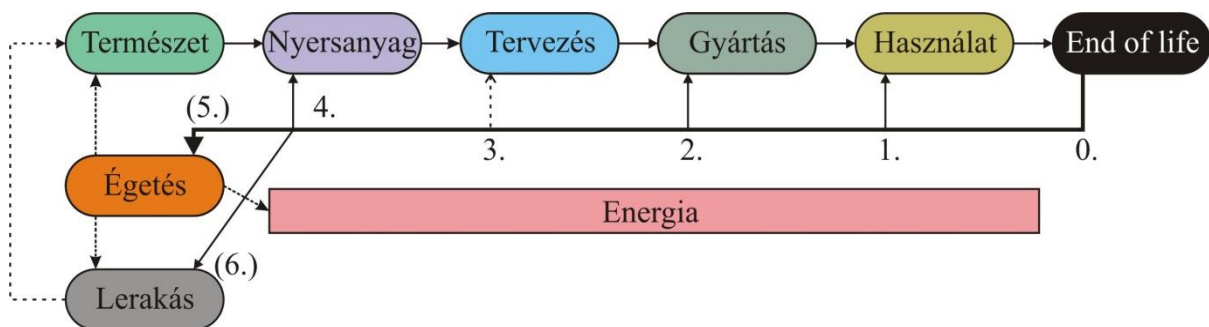 Természet Nyersanyag Tervezés Gyártás Használat End of life
(5.) 4.
3. 2. 1. 0.
Égetés
Energia
(6.)
Lerakás